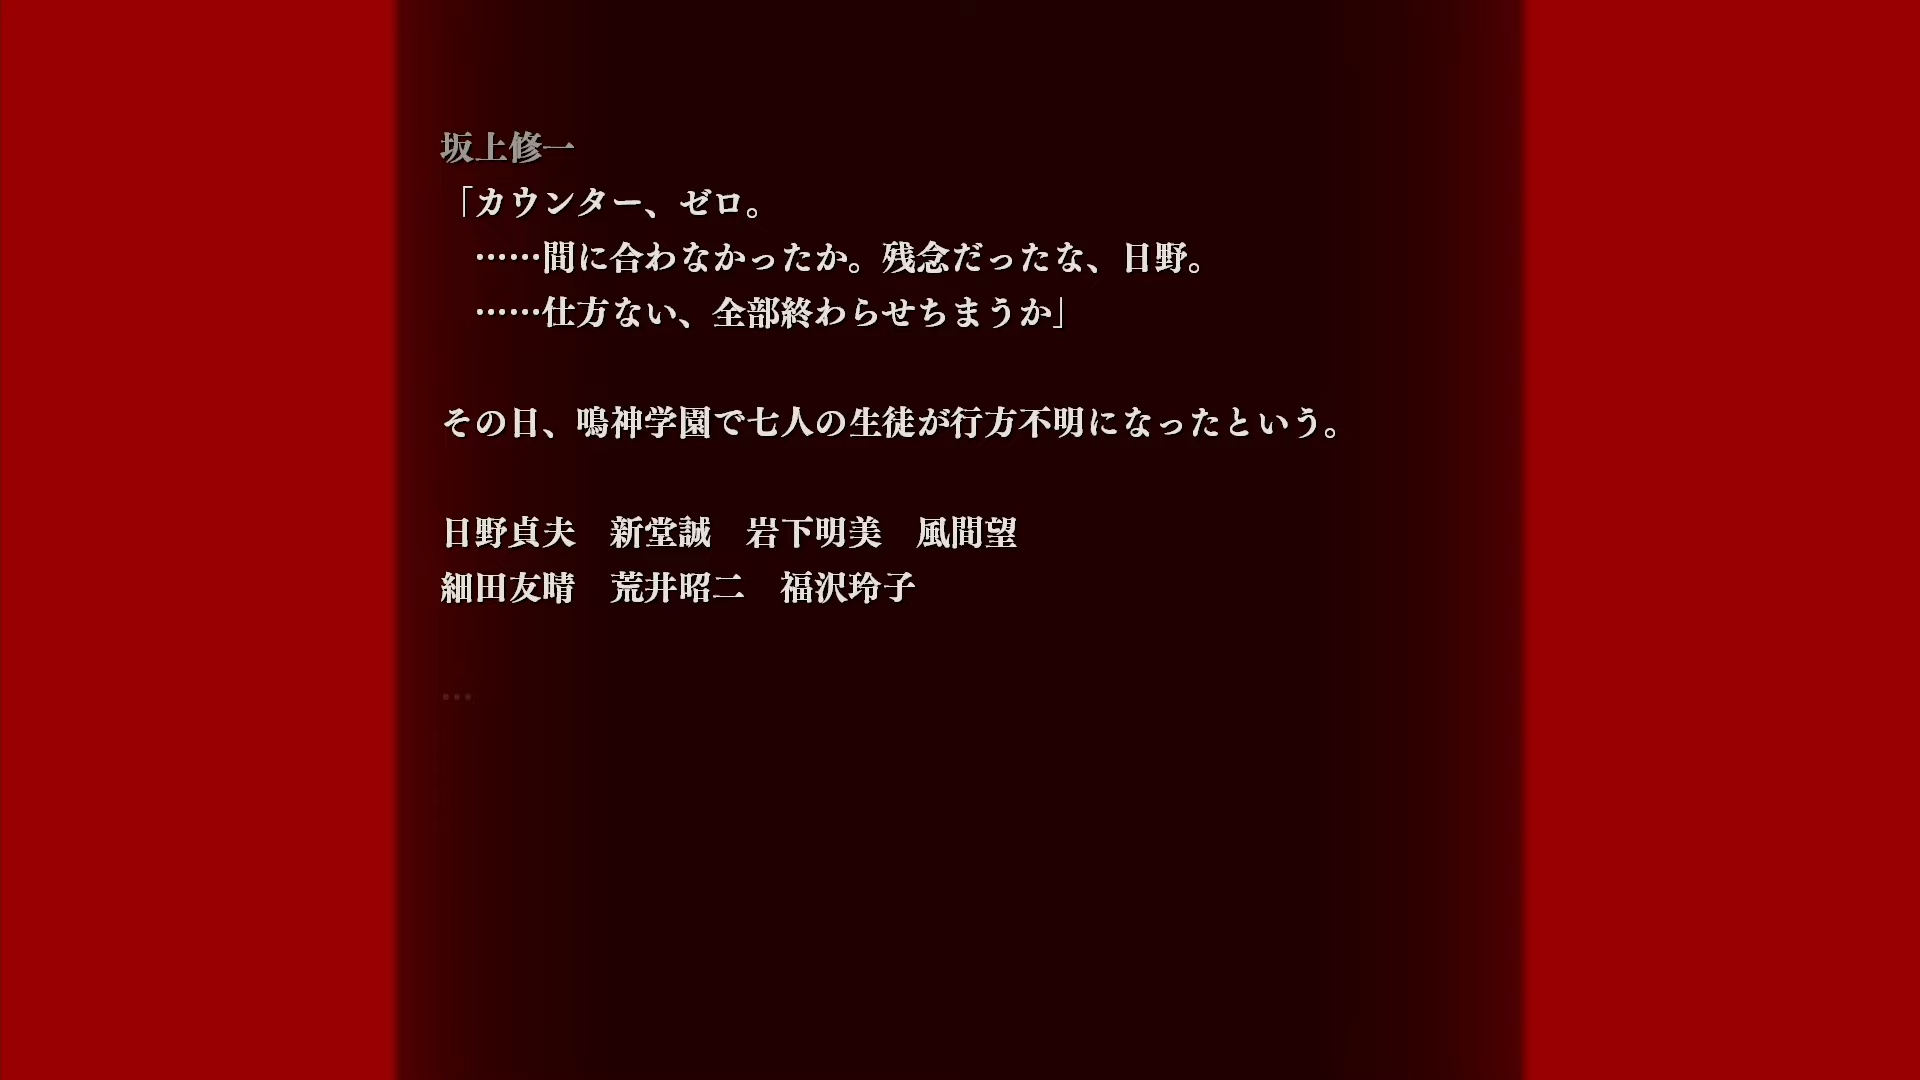 坂上修一
「カウンター、ゼロ。
　……間に合わなかったか。残念だったな、日野。
　……仕方ない、全部終わらせちまうか」
その日、鳴神学園で七人の生徒が行方不明になったという。
日野貞夫　新堂誠　岩下明美　風間望
細田友晴　荒井昭二　福沢玲子
…